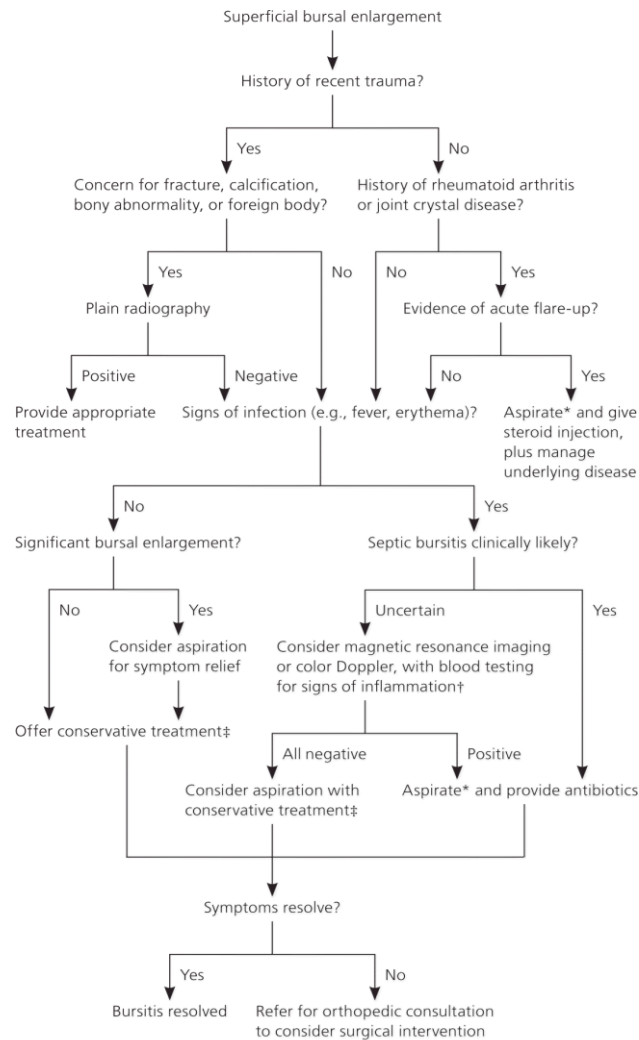 Superficial bursal enlargement
History of recent trauma?
Yes
No
Concern for fracture, calcification,
bony abnormality, or foreign body?
History of rheumatoid arthritis
or joint crystal disease?
Yes
No
No
Yes
Plain radiography
Evidence of acute flare-up?
Positive
Negative
No
Yes
Provide appropriate
treatment
Signs of infection (e.g., fever, erythema)?
Aspirate* and give
steroid injection,
plus manage
underlying disease
No
Yes
Significant bursal enlargement?
Septic bursitis clinically likely?
No
Yes
Uncertain
Yes
Consider aspiration
for symptom relief
Consider magnetic resonance imaging
or color Doppler, with blood testing
for signs of inflammation†
Offer conservative treatment‡
All negative
Positive
Consider aspiration with
conservative treatment‡
Aspirate* and provide antibiotics
Symptoms resolve?
Yes
No
Bursitis resolved
Refer for orthopedic consultation
to consider surgical intervention